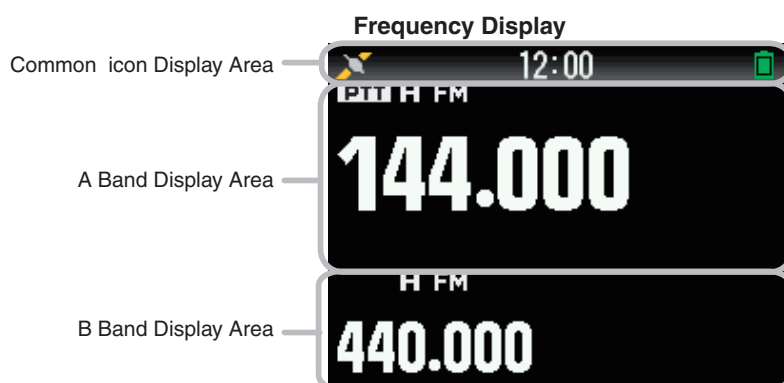 Frequency Display
Common icon Display Area
12:00
PTT H FM
A Band Display Area
144.000
H FM
B Band Display Area
440.000